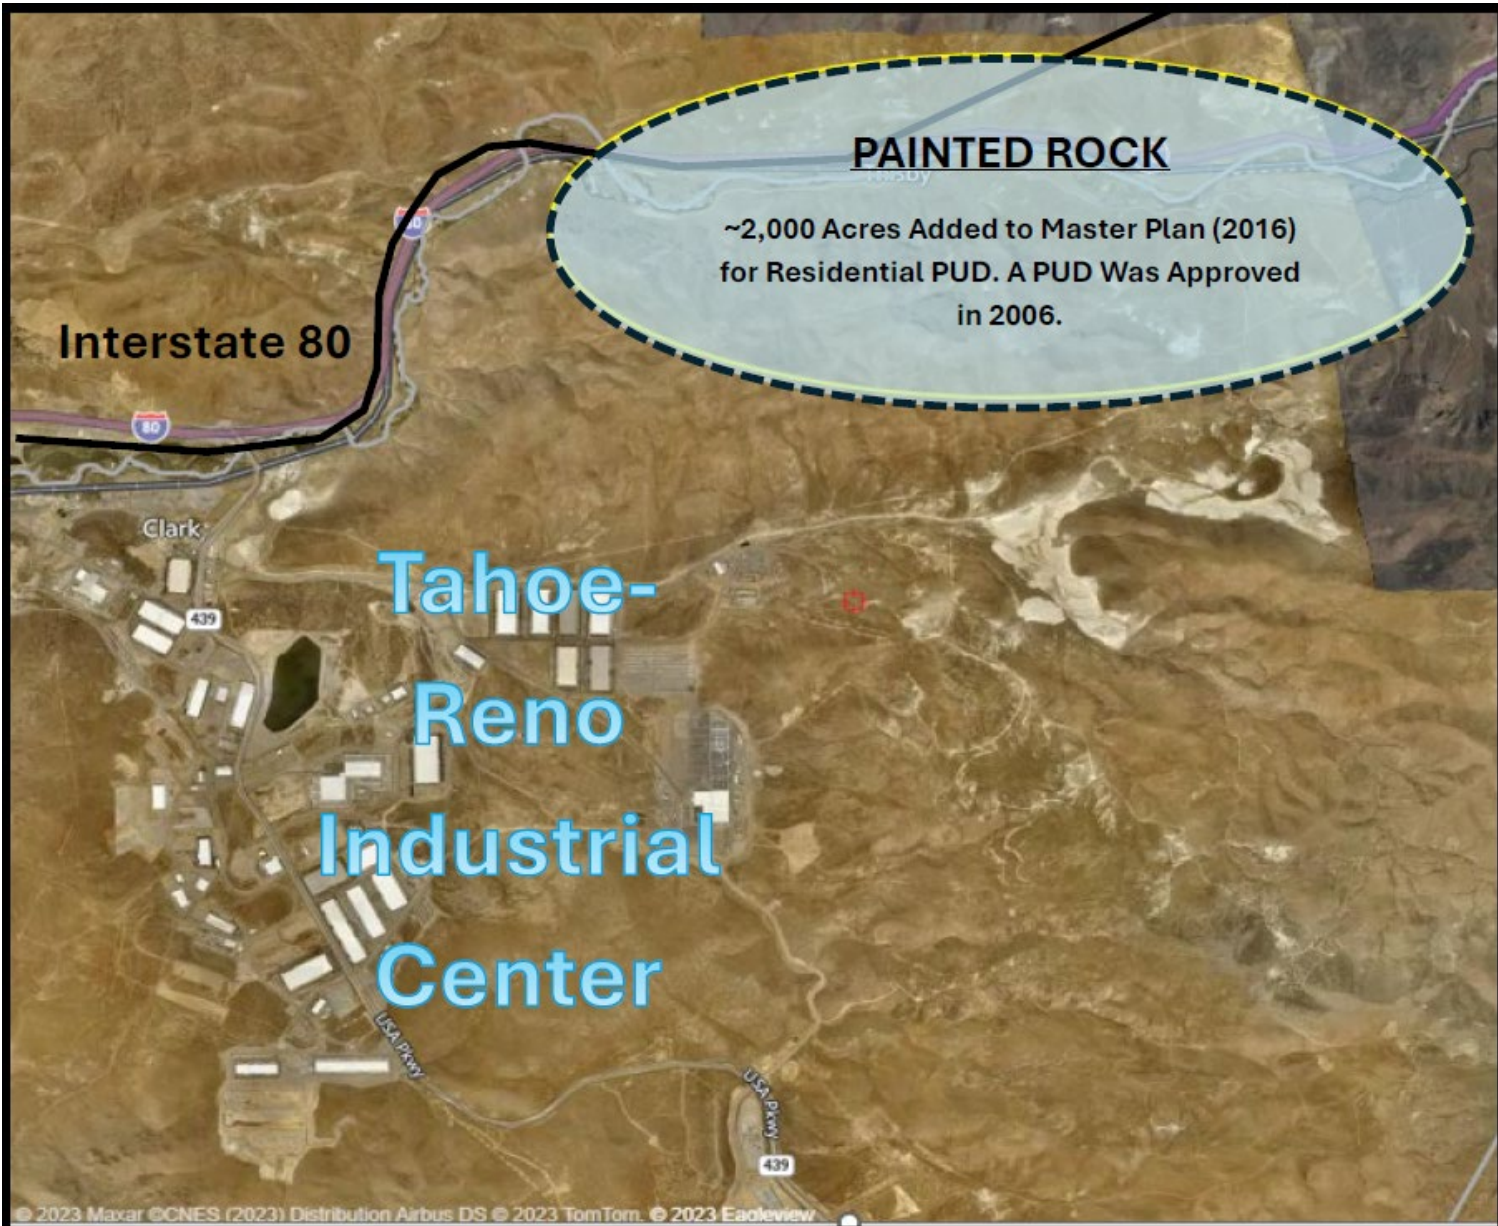 PAINTED ROCK
~2,000 Acres Added to Master Plan (2016)
for Residential PUD. A PUD Was Approved
in 2006.
80
Interstate 80
80
Clark
439
Tahoe-
Reno
Industrial
Center
USA Pkwy
USA Pkwy
439
© 2023 Maxar ©CNES (2023) Distribution Airbus DS © 2023 TomTom. © 2023 Eagleview